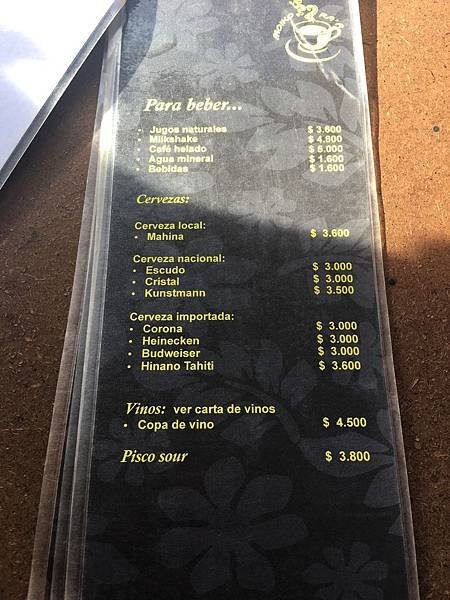 Para beber...
• Jugos naturales $ 3.600
• Milkshake $ 4.800
• Café helado $ 5.000
• Agua mineral $ 1.600
• Bebidas $ 1.600
Cervezas:
Cerveza local:
• Mahina $ 3.600
Cerveza nacional:
• Escudo $ 3.000
• Cristal $ 3.000
• Kunstmann $ 3.500
Cerveza importada:
• Corona $ 3.000
• Heinecken $ 3.000
• Budweiser $ 3.000
• Hinano Tahiti $ 3.600
Vinos: ver carta de vinos
• Copa de vino $ 4.500
Pisco sour $ 3.800